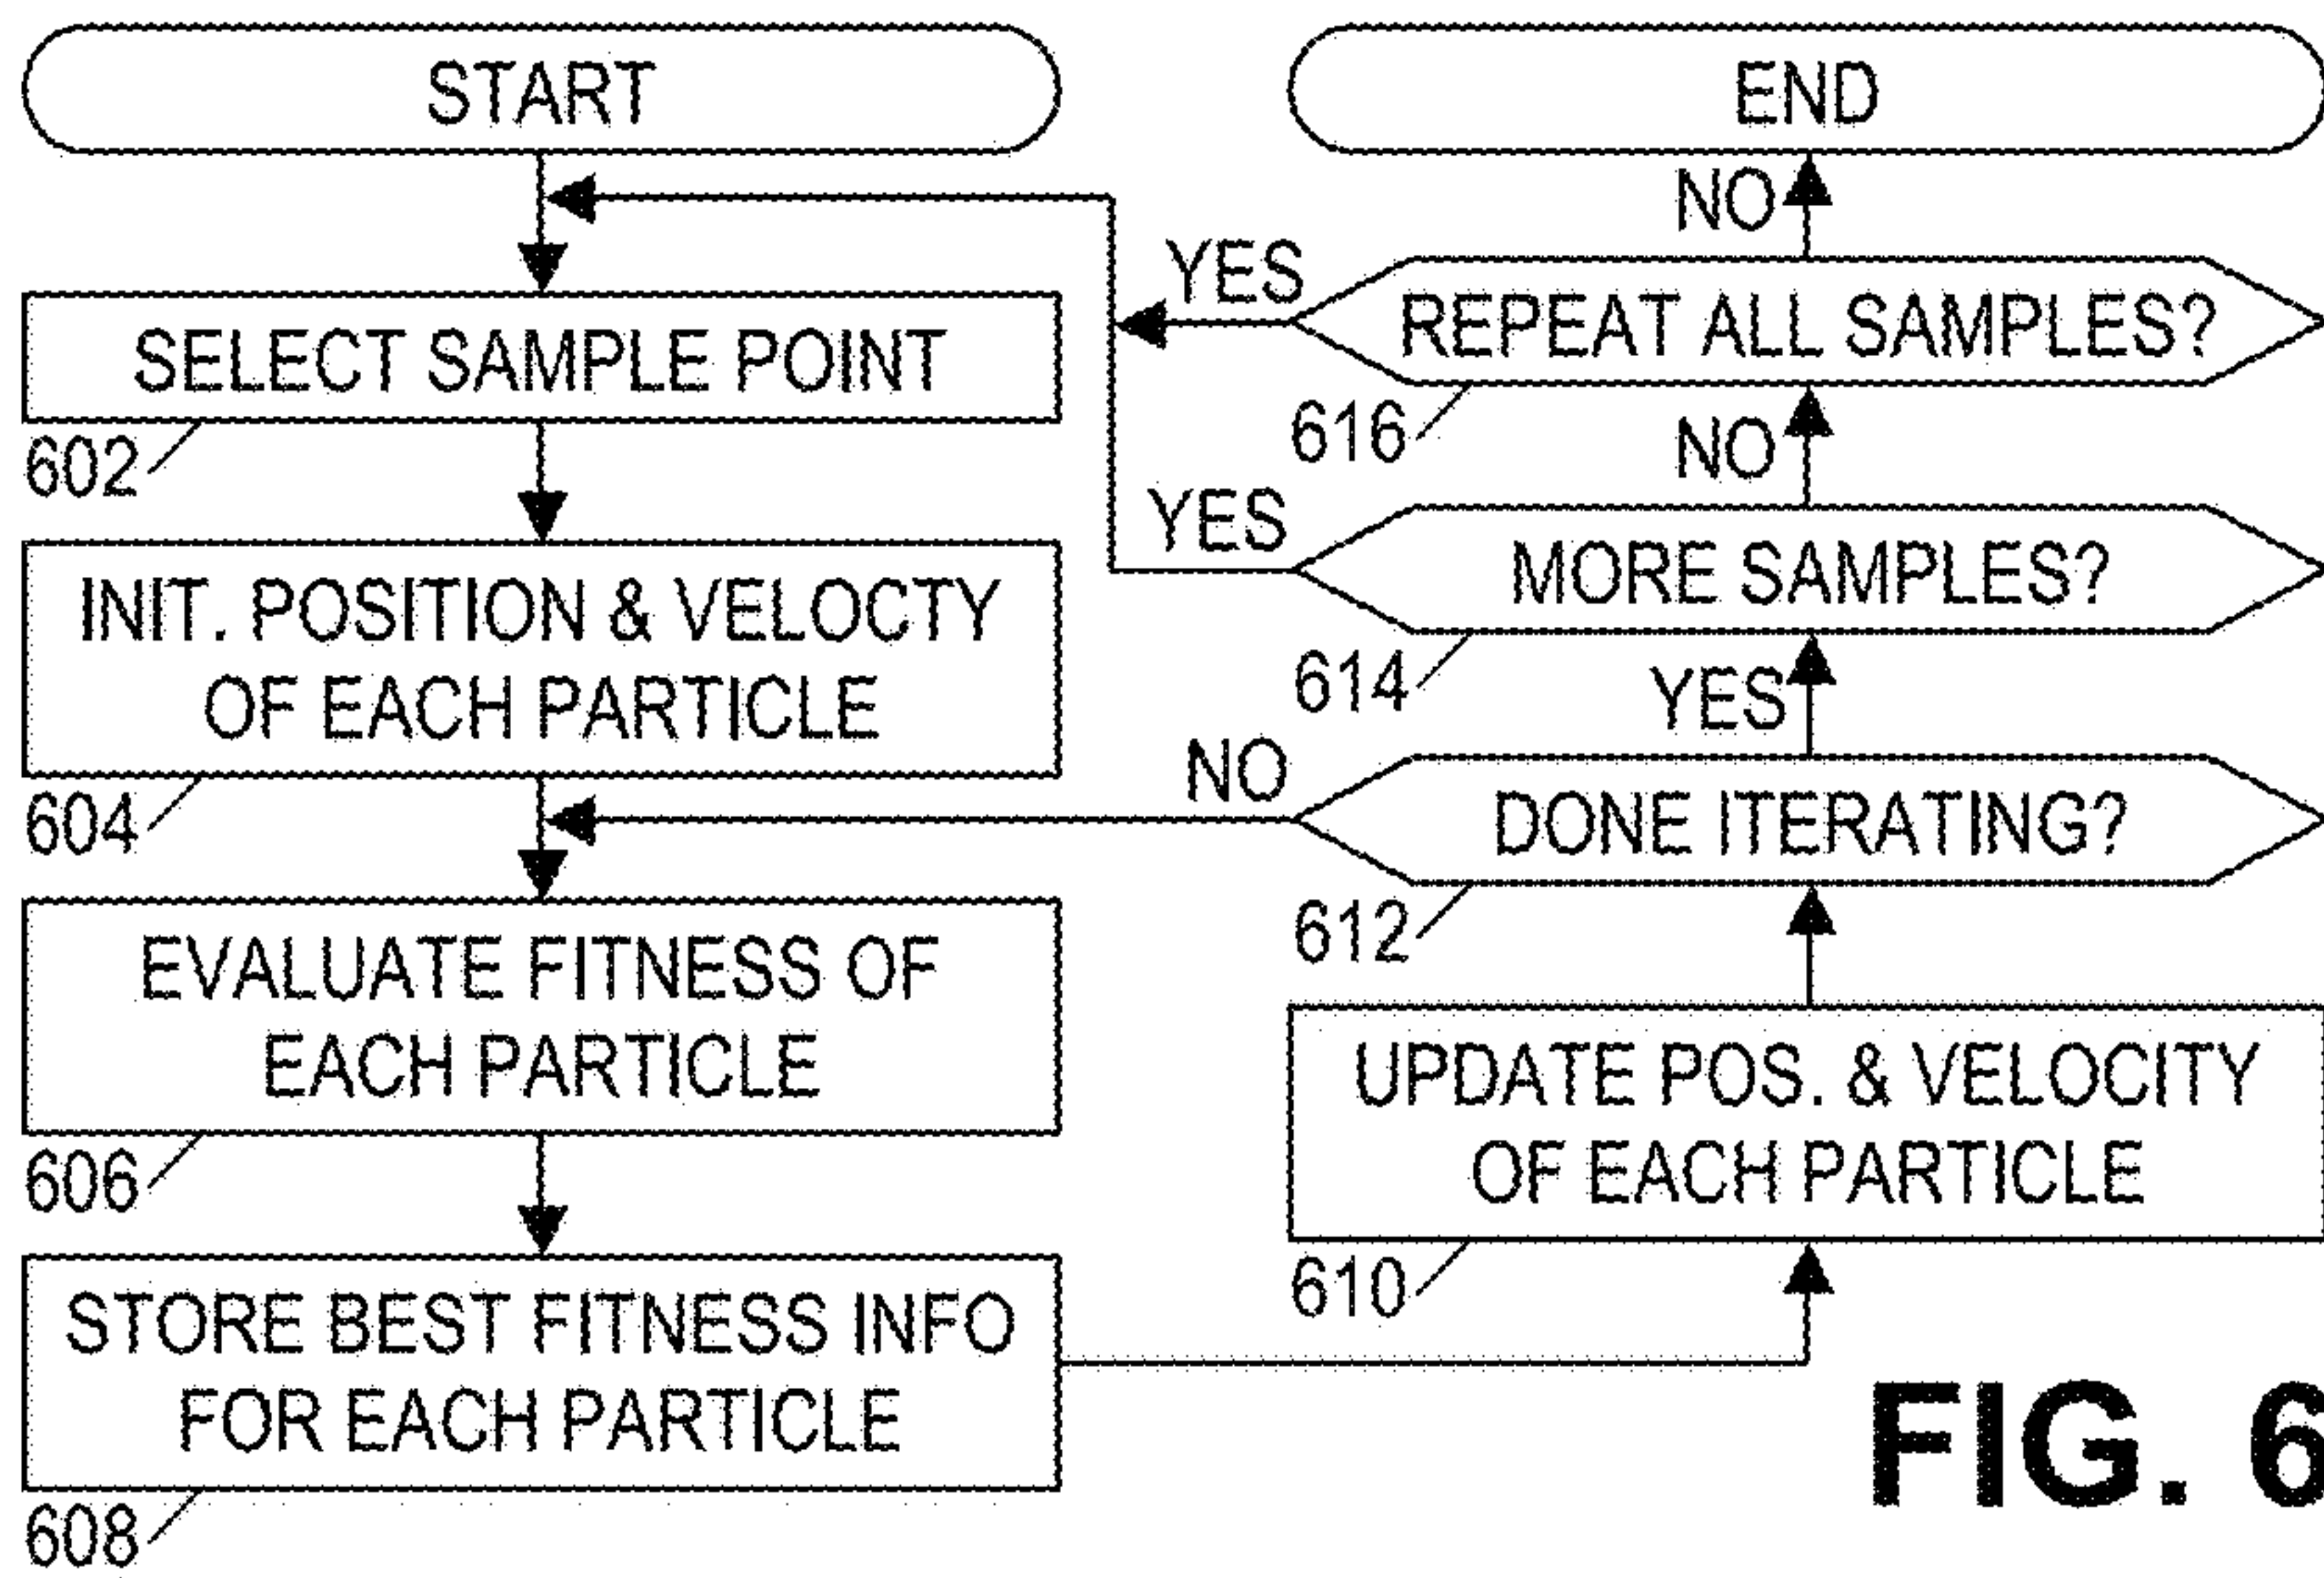 START
SELECT SAMPLE POINT
602
INIT. POSITION & VELOCTY
OF EACH PARTICLE
604
EVALUATE FITNESS OF
EACH PARTICLE
606
STORE BEST FITNESS INFO
FOR EACH PARTICLE
608
END
NO
YES
REPEAT ALL SAMPLES?
616
NO
YES
MORE SAMPLES?
614
YES
NO
DONE ITERATING?
612
UPDATE POS. & VELOCITY
OF EACH PARTICLE
610
FIG. 6